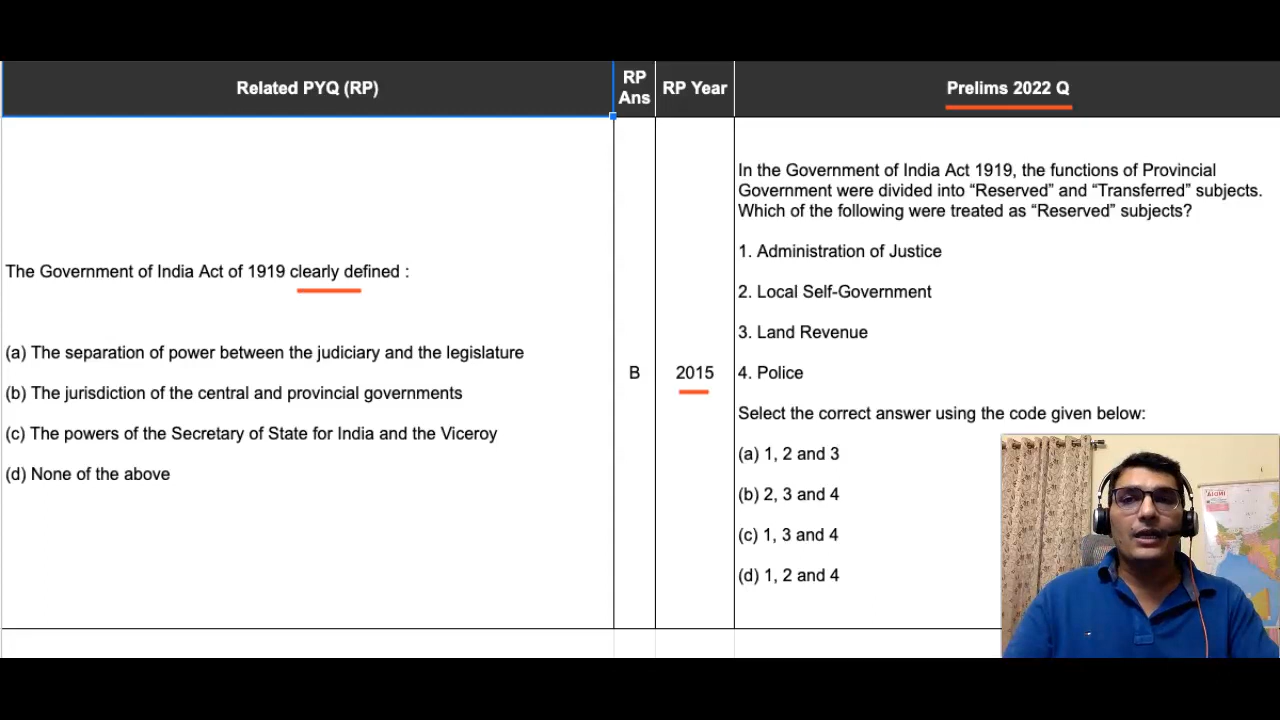 Related PYQ (RP)
RP
Ans
RP Year
Prelims 2022 Q
The Government of India Act of 1919 clearly defined :
(a) The separation of power between the judiciary and the legislature
(b) The jurisdiction of the central and provincial governments
(c) The powers of the Secretary of State for India and the Viceroy
(d) None of the above
B
2015
In the Government of India Act 1919, the functions of Provincial
Government were divided into “Reserved” and “Transferred” subjects.
Which of the following were treated as “Reserved” subjects?
1. Administration of Justice
2. Local Self-Government
3. Land Revenue
4. Police
Select the correct answer using the code given below:
(a) 1, 2 and 3
(b) 2, 3 and 4
(c) 1, 3 and 4
(d) 1, 2 and 4